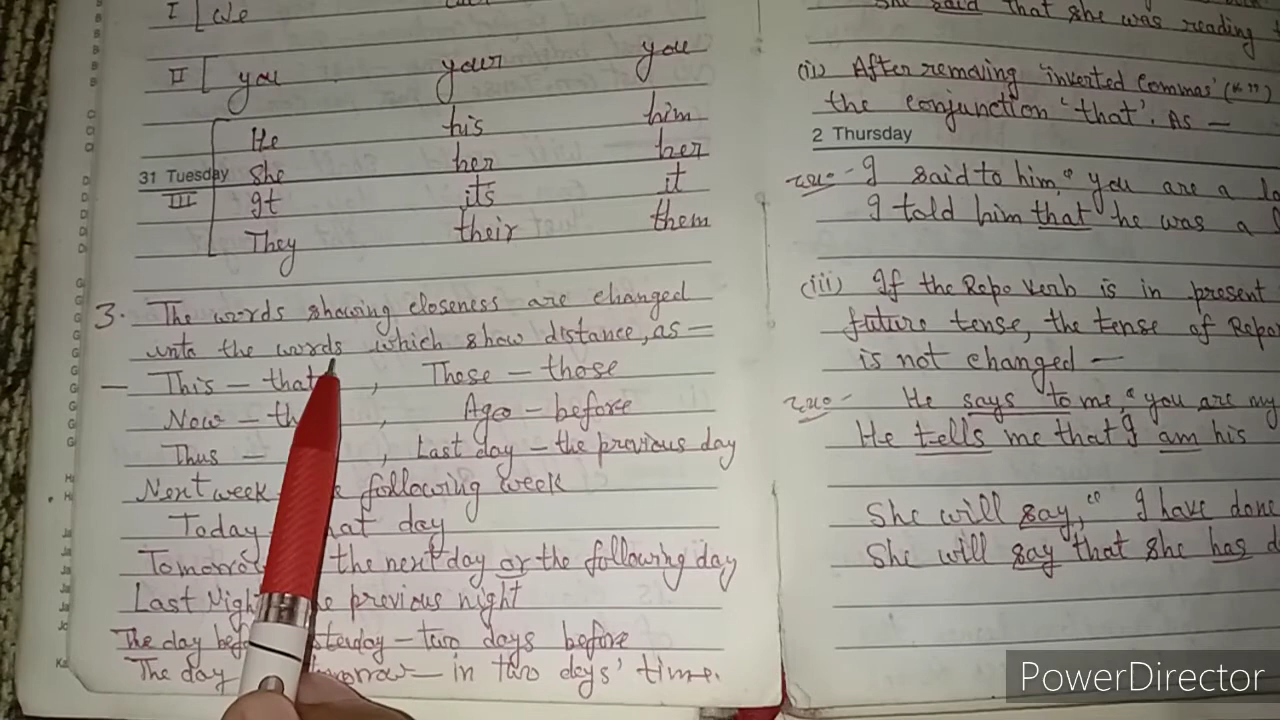 I We
II you your you
He his him
She her her
31 Tuesday
III It its it
They their them
3. The words showing closeness are changed
unto the words which show distance, as —
— This – that , These – those
Now – , Ago – before
Thus – , Last day – the previous day
Next week following week
Today that day
the next day or the following day
Last Night previous night
The day – two days before
The day – in two days' time.
she said that she was reading
(ii) After removing 'inverted Commas' (" ")
the conjunction 'that'. As —
2 Thursday
I said to him, "you are a
I told him that he was a
(iii) If the Repo Verb is in present
future tense, the tense of
is not changed —
He says to me, "you are my
He tells me that I am his
She will say, " I have done
She will say that she has
PowerDirector